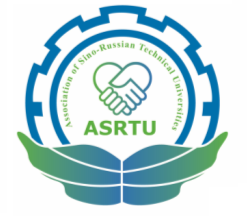 Association of Sino-Russian Technical Universities
ASRTU